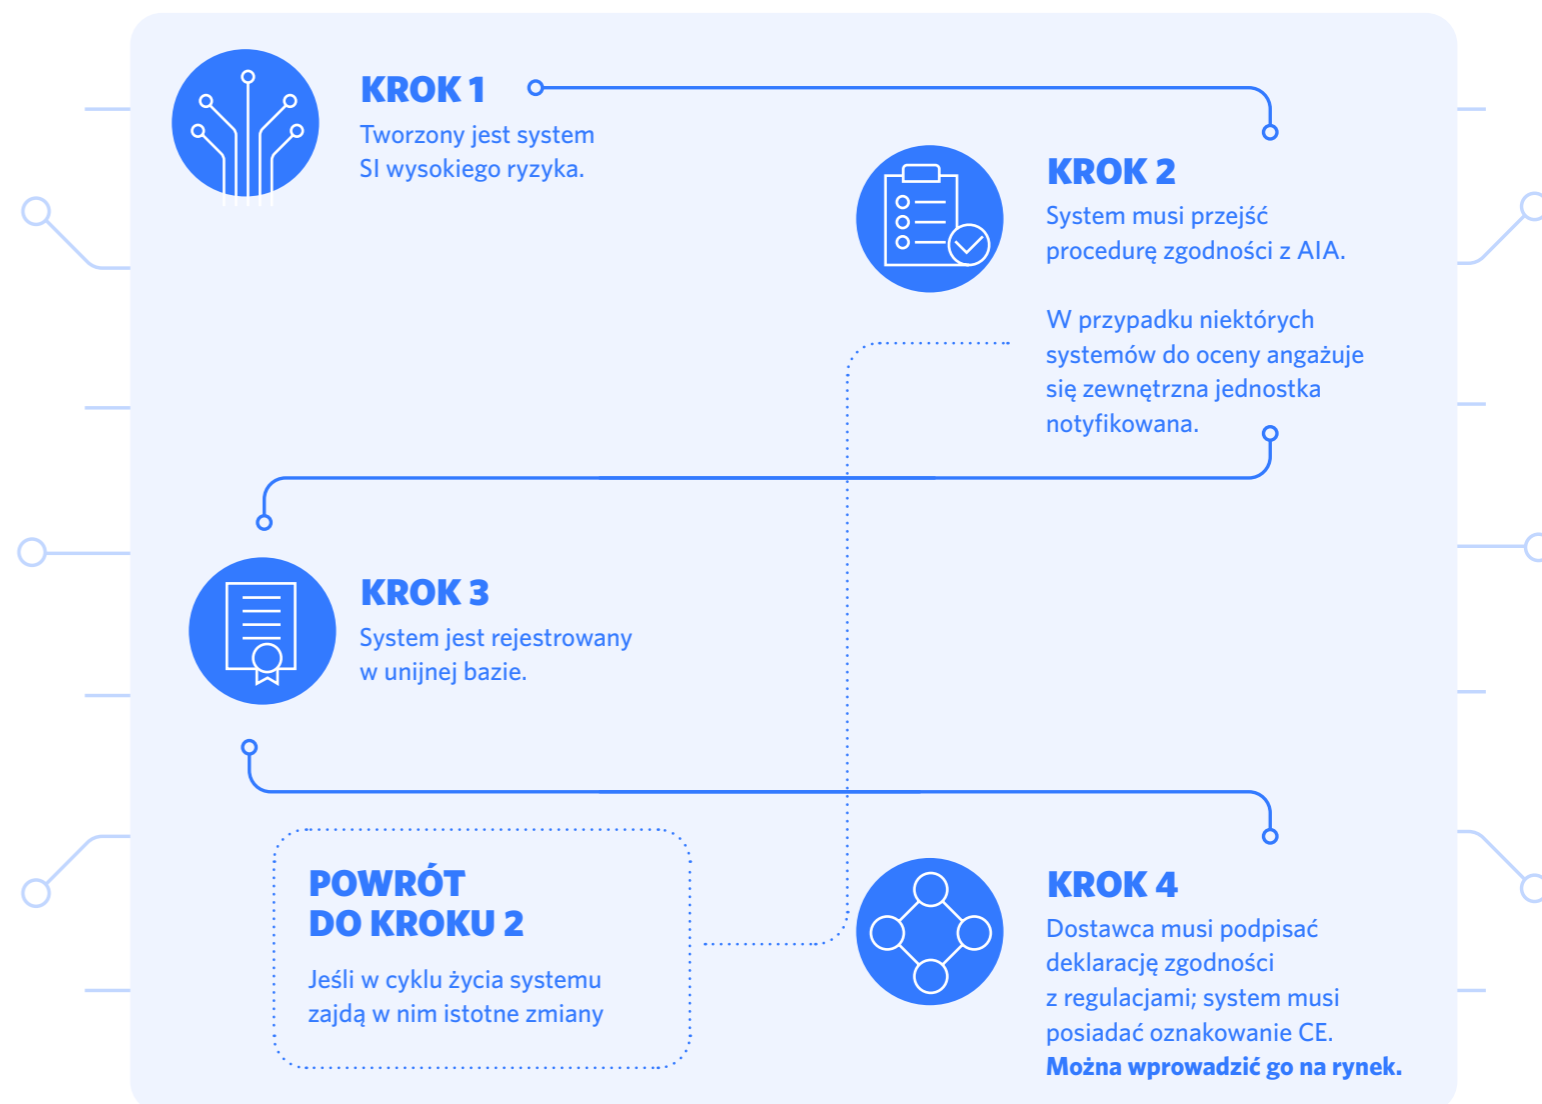 KROK 1
Tworzony jest system
SI wysokiego ryzyka.
KROK 2
System musi przejść
procedurę zgodności z AIA.
W przypadku niektórych
systemów do oceny angażuje
się zewnętrzna jednostka
notyfikowana.
KROK 3
System jest rejestrowany
w unijnej bazie.
POWRÓT
DO KROKU 2
Jeśli w cyklu życia systemu
zajdą w nim istotne zmiany
KROK 4
Dostawca musi podpisać
deklarację zgodności
z regulacjami; system musi
posiadać oznakowanie CE.
Można wprowadzić go na rynek.